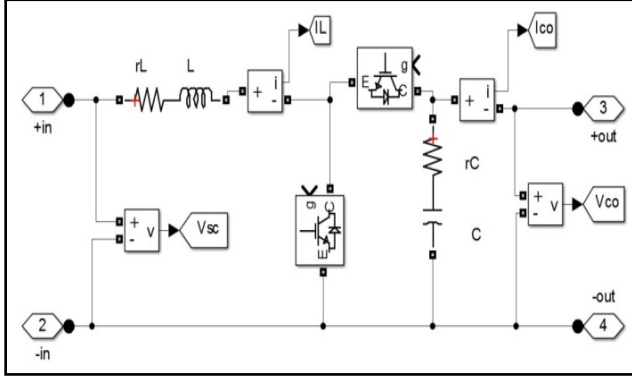 IL
Ico
rL
L
g
E
C
i
+
-
i
+
-
1
+in
3
+out
rC
g
C
E
+
-
v
Vsc
+
-
v
Vco
C
-out
2
-in
4